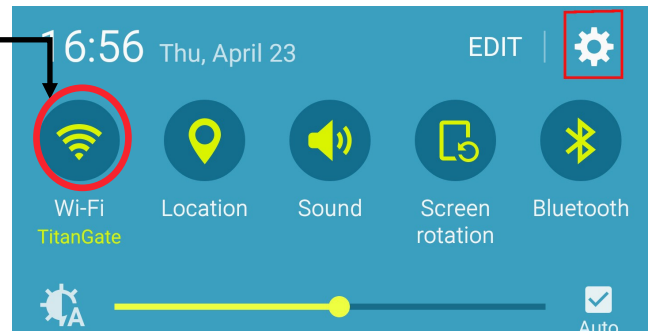 16:56 Thu, April 23 EDIT
Wi-Fi Location Sound Screen rotation Bluetooth
TitanGate
A
Auto